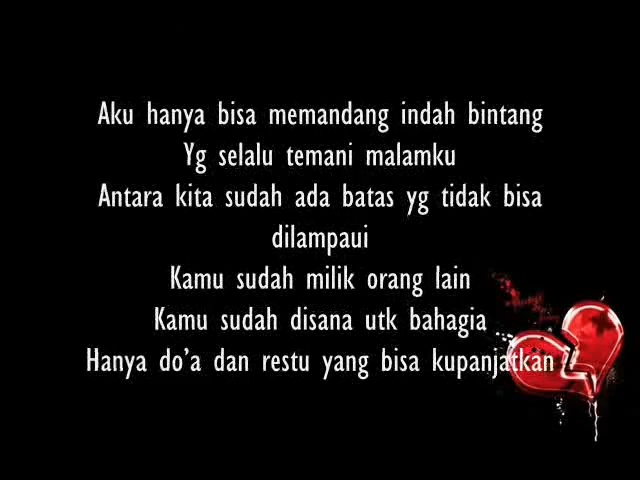 Aku hanya bisa memandang indah bintang
Yg selalu temani malamku
Antara kita sudah ada batas yg tidak bisa
dilampaui
Kamu sudah milik orang lain
Kamu sudah disana utk bahagia
Hanya do'a dan restu yang bisa kupanjatkan